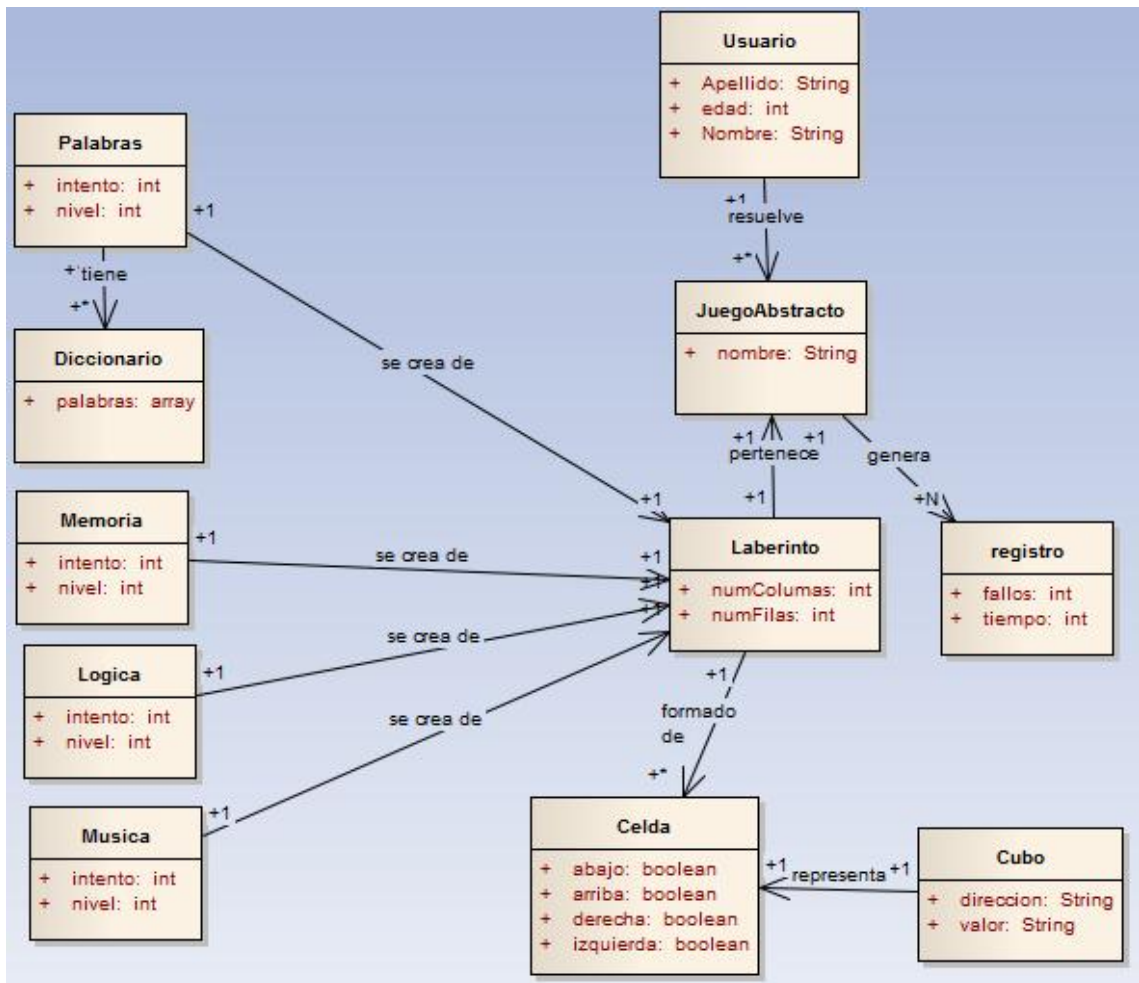 Usuario
+ Apellido: String
+ edad: int
+ Nombre: String
+1
resuelve
+*
Palabras
+ intento: int
+ nivel: int
+1
tiene
+*
Diccionario
+ palabras: array
se crea de
+1
JuegoAbstracto
+ nombre: String
+1 +1
pertenece
+1
genera
+N
Memoria
+ intento: int
+ nivel: int
+1
se crea de
+1
Laberinto
+ numColumas: int
+ numFilas: int
registro
+ fallos: int
+ tiempo: int
Logica
+ intento: int
+ nivel: int
+1
se crea de
+1
Musica
+ intento: int
+ nivel: int
+1
se crea de
+1
+1
formado
de
+*
Celda
+ abajo: boolean
+ arriba: boolean
+ derecha: boolean
+ izquierda: boolean
+1 representa +1
Cubo
+ direccion: String
+ valor: String